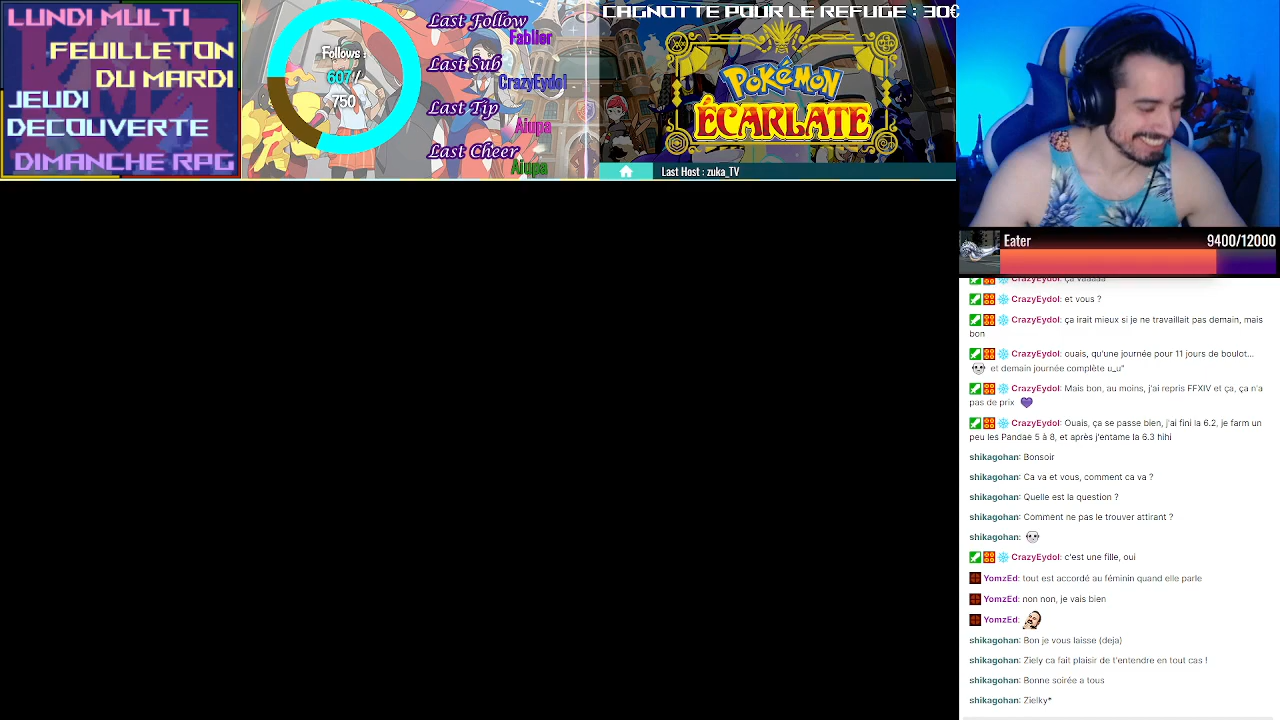 LUNDI MULTI
FEUILLETON
DU MARDI
JEUDI
DECOUVERTE
DIMANCHE RPG
Follows :
607/
750
Last Follow
Fablier
Last Sub
CrazyEydol
Last Tip
Aiupa
Last Cheer
Aiupa
CAGNOTTE POUR LE REFUGE : 30€
POKéMON
ÉCARLATE
Last Host : zuka_TV
Eater
9400/12000
CrazyEydol: ça vaaaaa
CrazyEydol: et vous ?
CrazyEydol: ça irait mieux si je ne travaillait pas demain, mais
bon
CrazyEydol: ouais, qu'une journée pour 11 jours de boulot...
et demain journée complète u_u"
CrazyEydol: Mais bon, au moins, j'ai repris FFXIV et ça, ça n'a
pas de prix
CrazyEydol: Ouais, ça se passe bien, j'ai fini la 6.2, je farm un
peu les Pandæ 5 à 8, et après j'entame la 6.3 hihi
shikagohan: Bonsoir
shikagohan: Ca va et vous, comment ca va ?
shikagohan: Quelle est la question ?
shikagohan: Comment ne pas le trouver attirant ?
shikagohan:
CrazyEydol: c'est une fille, oui
YomzEd: tout est accordé au féminin quand elle parle
YomzEd: non non, je vais bien
YomzEd:
shikagohan: Bon je vous laisse (deja)
shikagohan: Ziely ca fait plaisir de t'entendre en tout cas !
shikagohan: Bonne soirée a tous
shikagohan: Zielky*